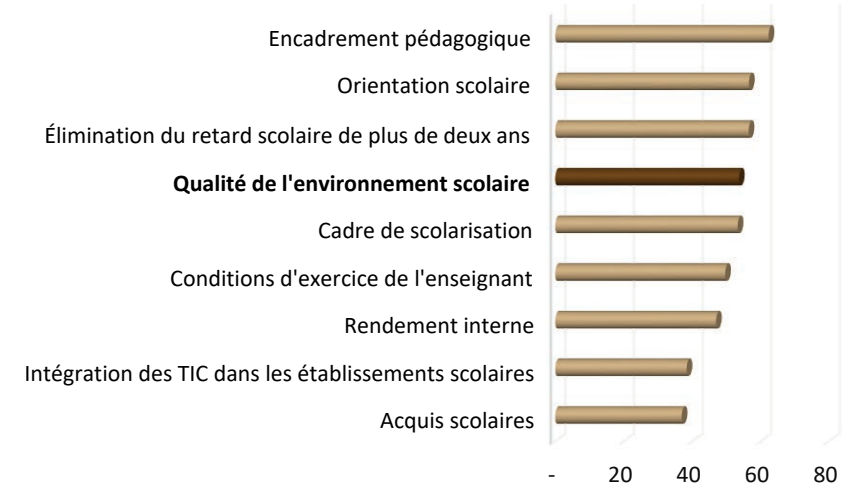 Encadrement pédagogique
Orientation scolaire
Élimination du retard scolaire de plus de deux ans
Qualité de l'environnement scolaire
Cadre de scolarisation
Conditions d'exercice de l'enseignant
Rendement interne
Intégration des TIC dans les établissements scolaires
Acquis scolaires
- 20 40 60 80